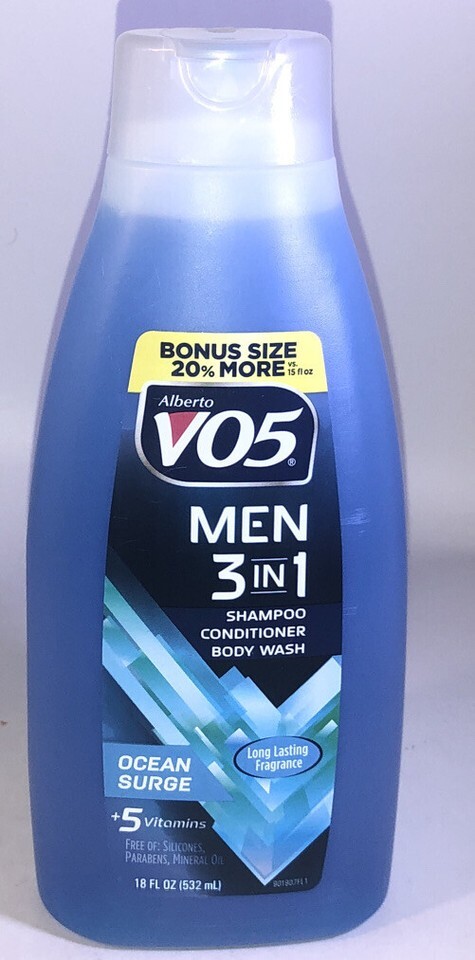 BONUS SIZE
20% MORE vs. 15 fl oz
Alberto
VO5®
MEN
3 IN 1
SHAMPOO
CONDITIONER
BODY WASH
Long Lasting
Fragrance
OCEAN
SURGE
+5 Vitamins
FREE OF: SILICONES,
PARABENS, MINERAL OIL
18 FL OZ (532 mL)